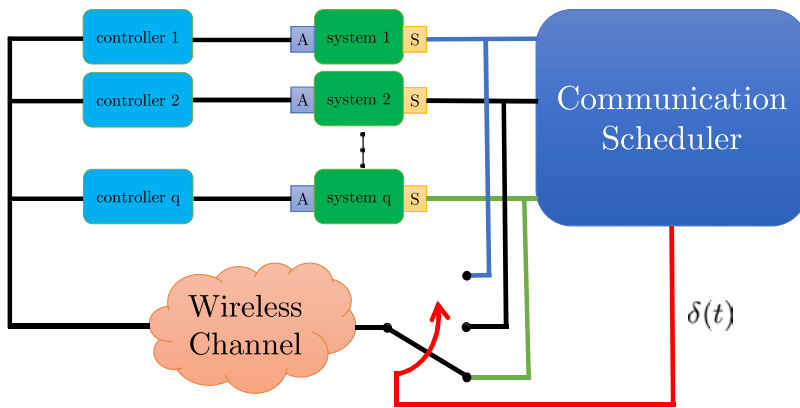 controller 1
A
system 1
S
controller 2
A
system 2
S
controller q
A
system q
S
Communication
Scheduler
Wireless
Channel
δ(t)